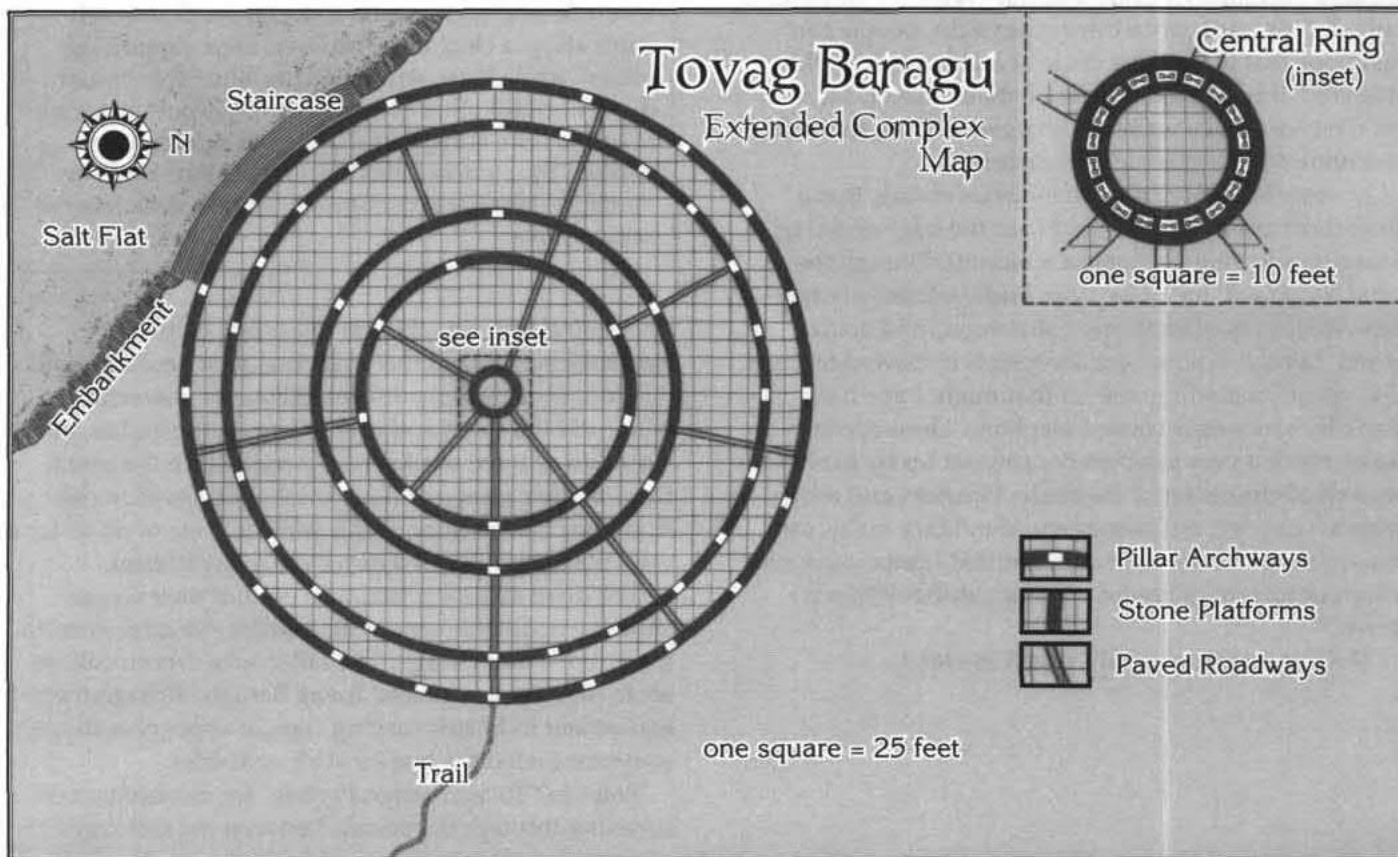 Tovag Baragu
Extended Complex
Map
Central Ring
(inset)
one square = 10 feet
Staircase
N
Salt Flat
Embankment
see inset
Pillar Archways
Stone Platforms
Paved Roadways
one square = 25 feet
Trail